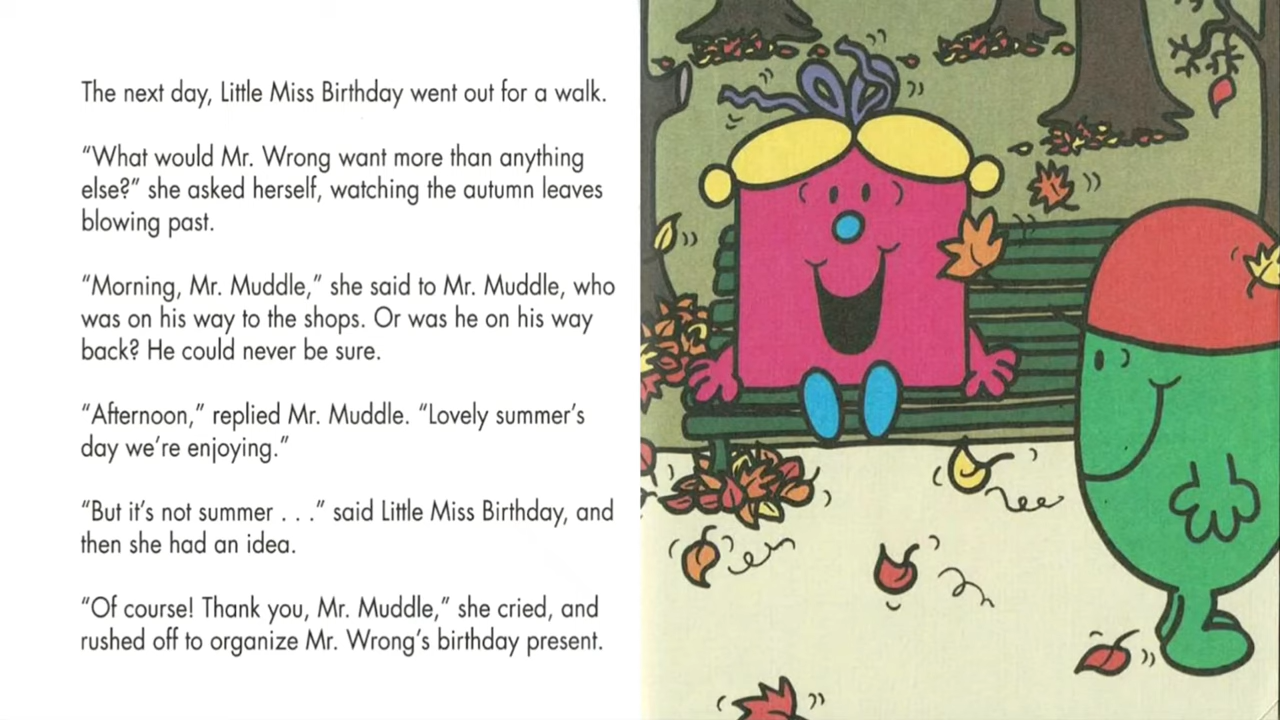 The next day, Little Miss Birthday went out for a walk.
“What would Mr. Wrong want more than anything
else?” she asked herself, watching the autumn leaves
blowing past.
“Morning, Mr. Muddle,” she said to Mr. Muddle, who
was on his way to the shops. Or was he on his way
back? He could never be sure.
“Afternoon,” replied Mr. Muddle. “Lovely summer’s
day we’re enjoying.”
“But it’s not summer . . .” said Little Miss Birthday, and
then she had an idea.
“Of course! Thank you, Mr. Muddle,” she cried, and
rushed off to organize Mr. Wrong’s birthday present.